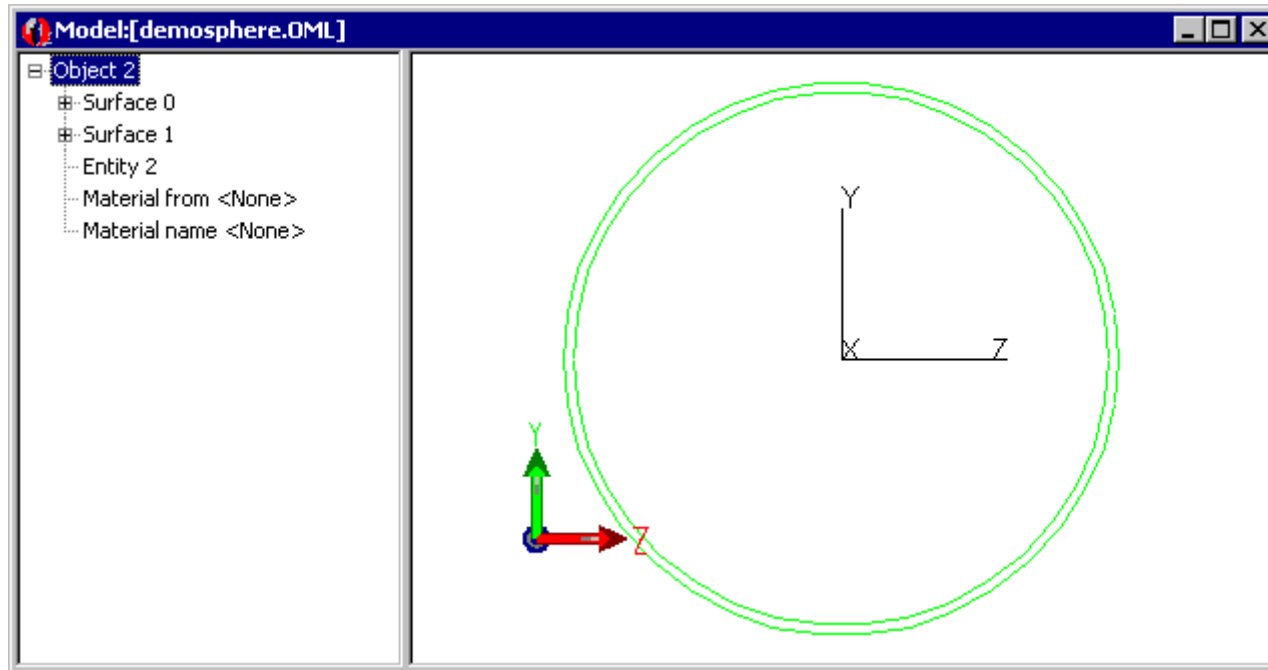 Model:[demosphere.OML]
Object 2
Surface 0
Surface 1
Entity 2
Material from <None>
Material name <None>
Y
X
Z
Y
Z